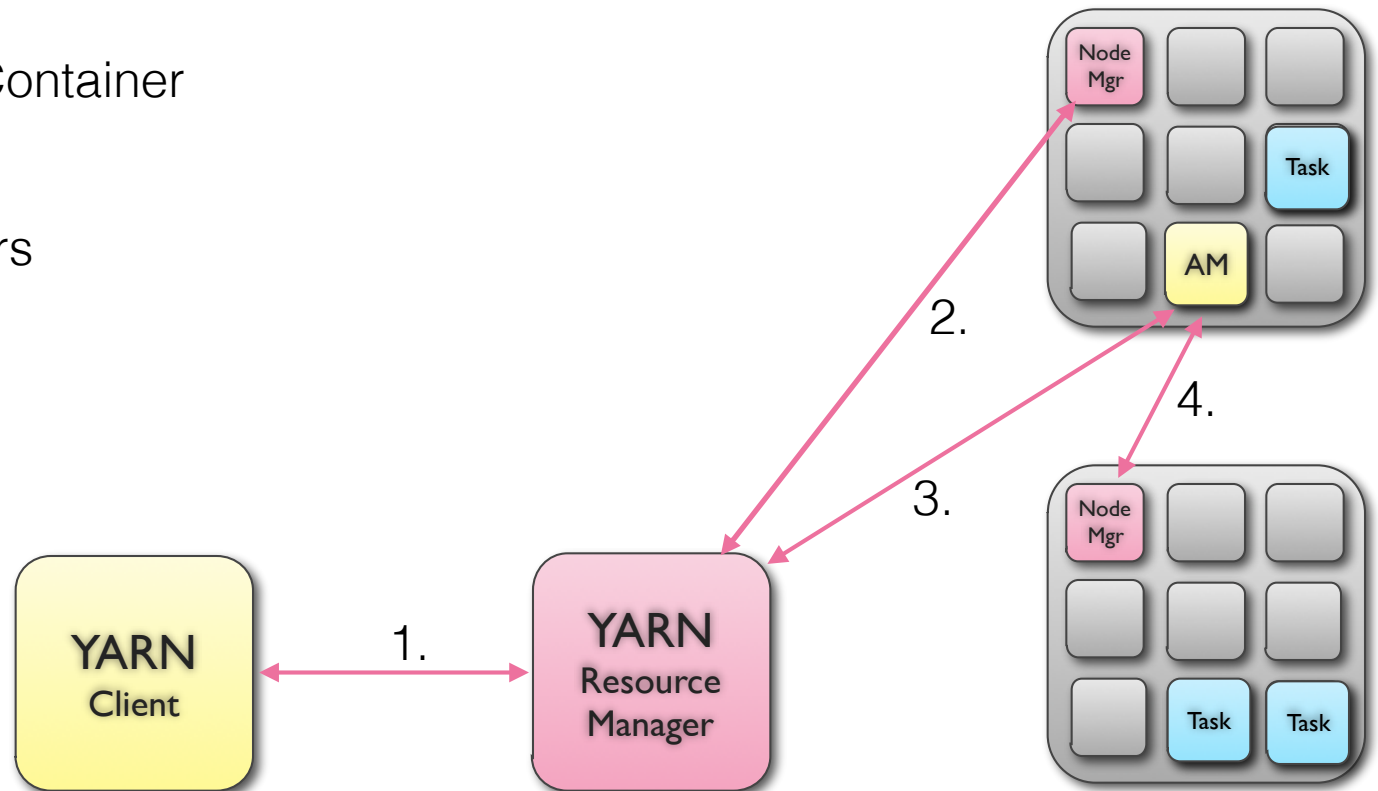 Container
rs
Node
Mgr
Task
AM
2.
4.
3.
Node
Mgr
1.
YARN
Client
YARN
Resource
Manager
Task
Task